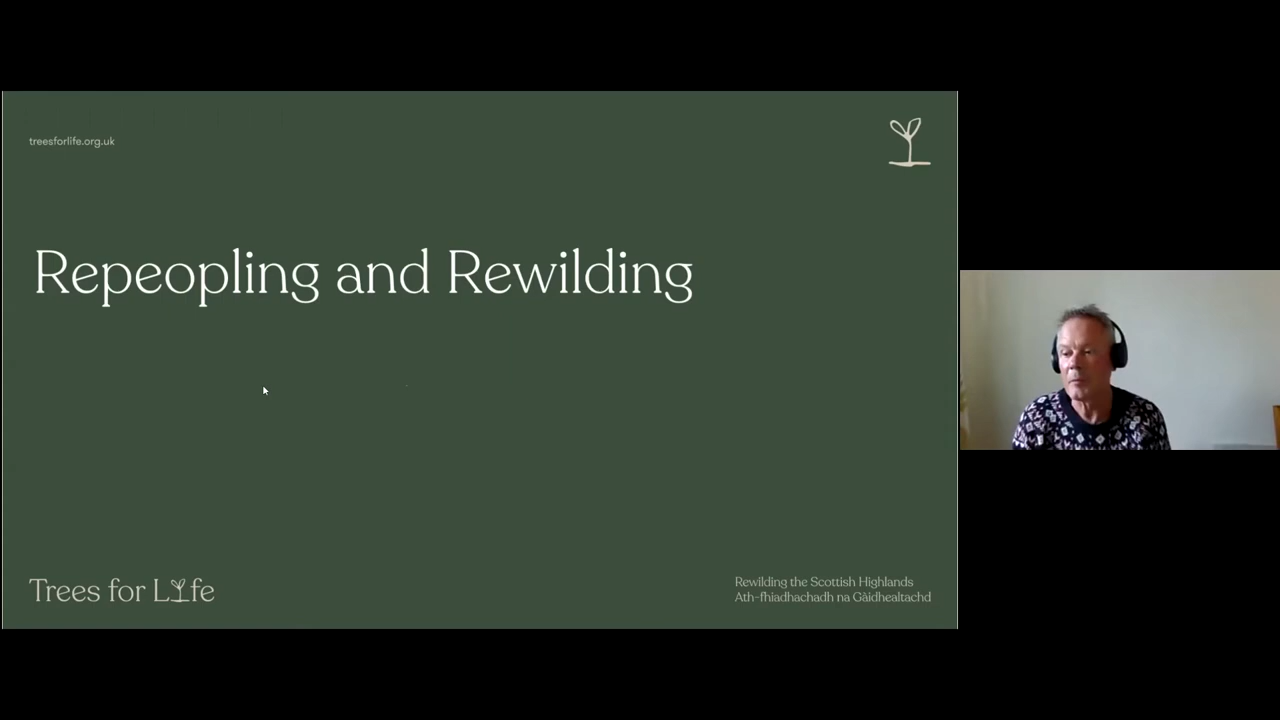 treesforlife.org.uk
Repeopling and Rewilding
Trees for Life
Rewilding the Scottish Highlands
Ath-fhiadhachadh na Gàidhealtachd